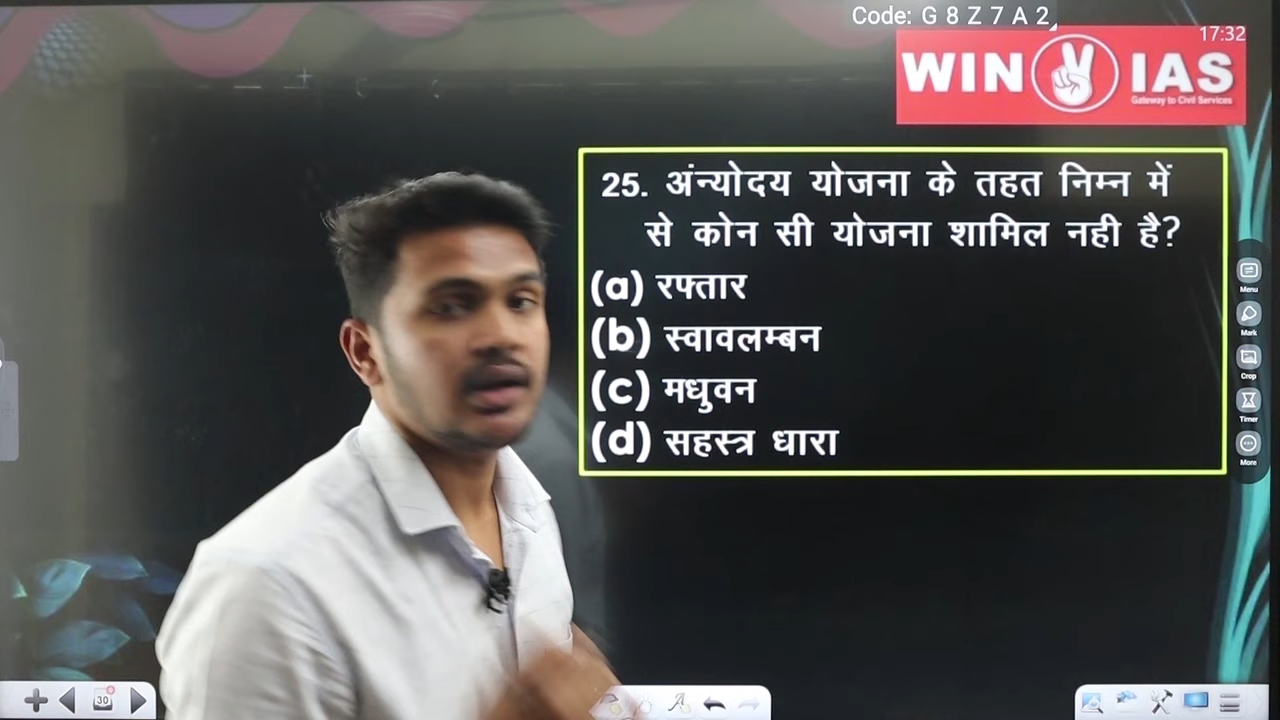 Code: G 8 Z 7 A 2
17:32
WIN IAS
Gateway to Civil Services
25. अंन्योदय योजना के तहत निम्न में
से कोन सी योजना शामिल नही है?
(a) रफ्तार
(b) स्वावलम्बन
(c) मधुवन
(d) सहस्त्र धारा
Menu
Mark
Crop
Timer
More
30